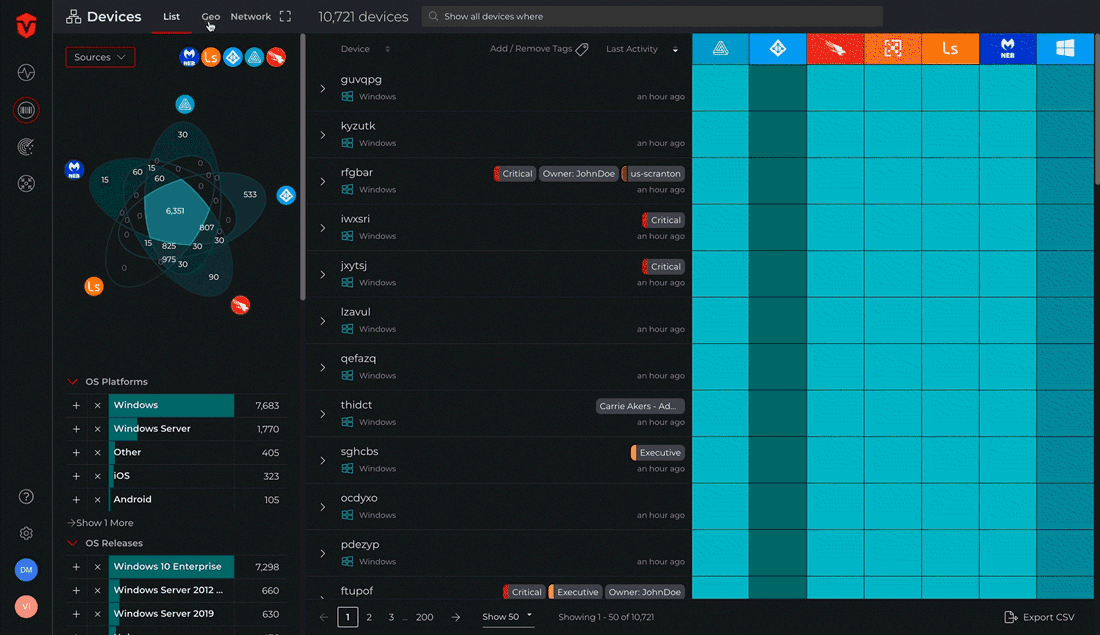 Devices
List
Geo
Network
10,721 devices
Show all devices where
Sources
NEB
Ls
30
15
60
15
60
0
533
6,351
807
30
15
825
30
975
30
0
90
NEB
Ls
OS Platforms
Windows 7,683
Windows Server 1,770
Other 405
iOS 323
Android 105
Show 1 More
OS Releases
Windows 10 Enterprise 7,298
Windows Server 2012 ... 660
Windows Server 2019 630
Device
Add / Remove Tags
Last Activity
Ls
NEB
guvqpg
Windows
an hour ago
kyzutk
Windows
an hour ago
rfgbar
Critical
Owner: JohnDoe
us-scranton
Windows
an hour ago
iwxsri
Critical
Windows
an hour ago
jxytsj
Critical
Windows
an hour ago
lzavul
Windows
an hour ago
qefazq
Windows
an hour ago
thidct
Carrie Akers - Ad...
Windows
an hour ago
sghcbs
Executive
Windows
an hour ago
ocdyxo
Windows
an hour ago
pdezyp
Windows
an hour ago
ftupof
Critical
Executive
Owner: JohnDoe
1 2 3 ... 200
Show 50
Showing 1 - 50 of 10,721
Export CSV
DM
VI